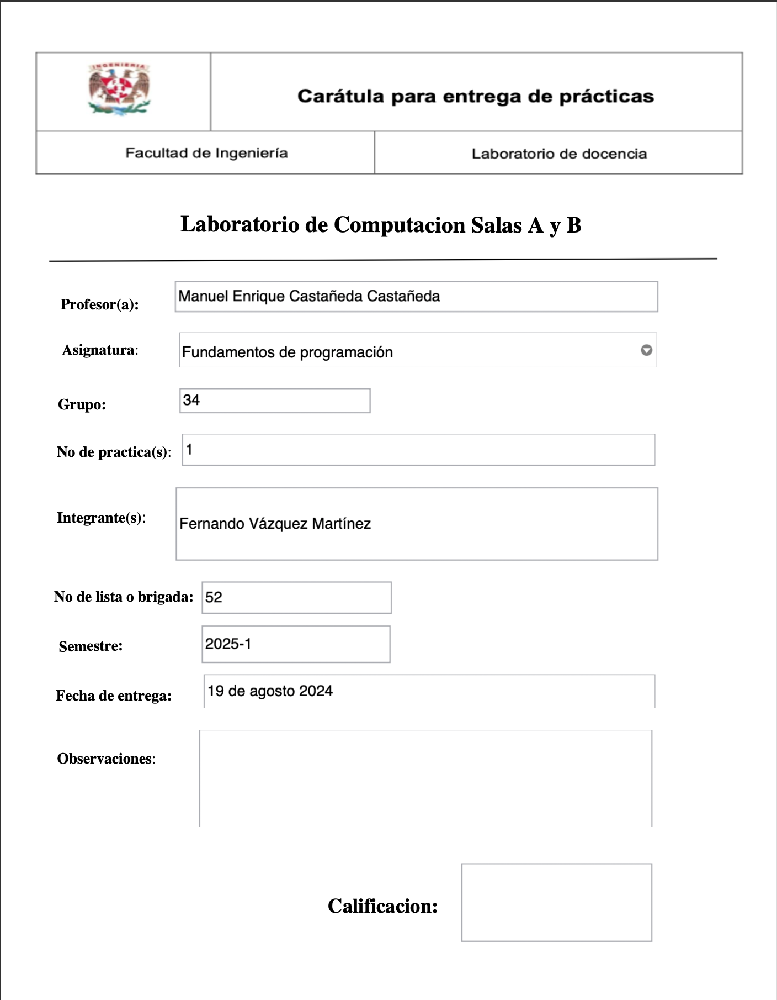 INGENIERIA
Carátula para entrega de prácticas
Facultad de Ingeniería
Laboratorio de docencia
Laboratorio de Computacion Salas A y B
Profesor(a): Manuel Enrique Castañeda Castañeda
Asignatura: Fundamentos de programación
Grupo: 34
No de practica(s): 1
Integrante(s): Fernando Vázquez Martínez
No de lista o brigada: 52
Semestre: 2025-1
Fecha de entrega: 19 de agosto 2024
Observaciones:
Calificacion: